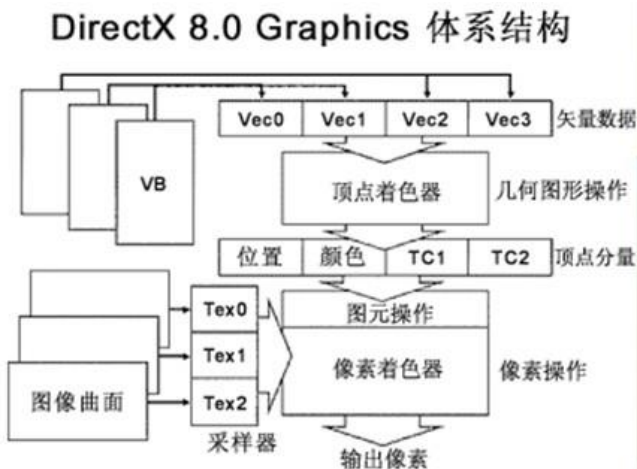 DirectX 8.0 Graphics 体系结构
Vec0 Vec1 Vec2 Vec3 矢量数据
VB
顶点着色器 几何图形操作
位置 颜色 TC1 TC2 顶点分量
Tex0
图元操作
Tex1
像素着色器 像素操作
图像曲面 Tex2
采样器
输出像素